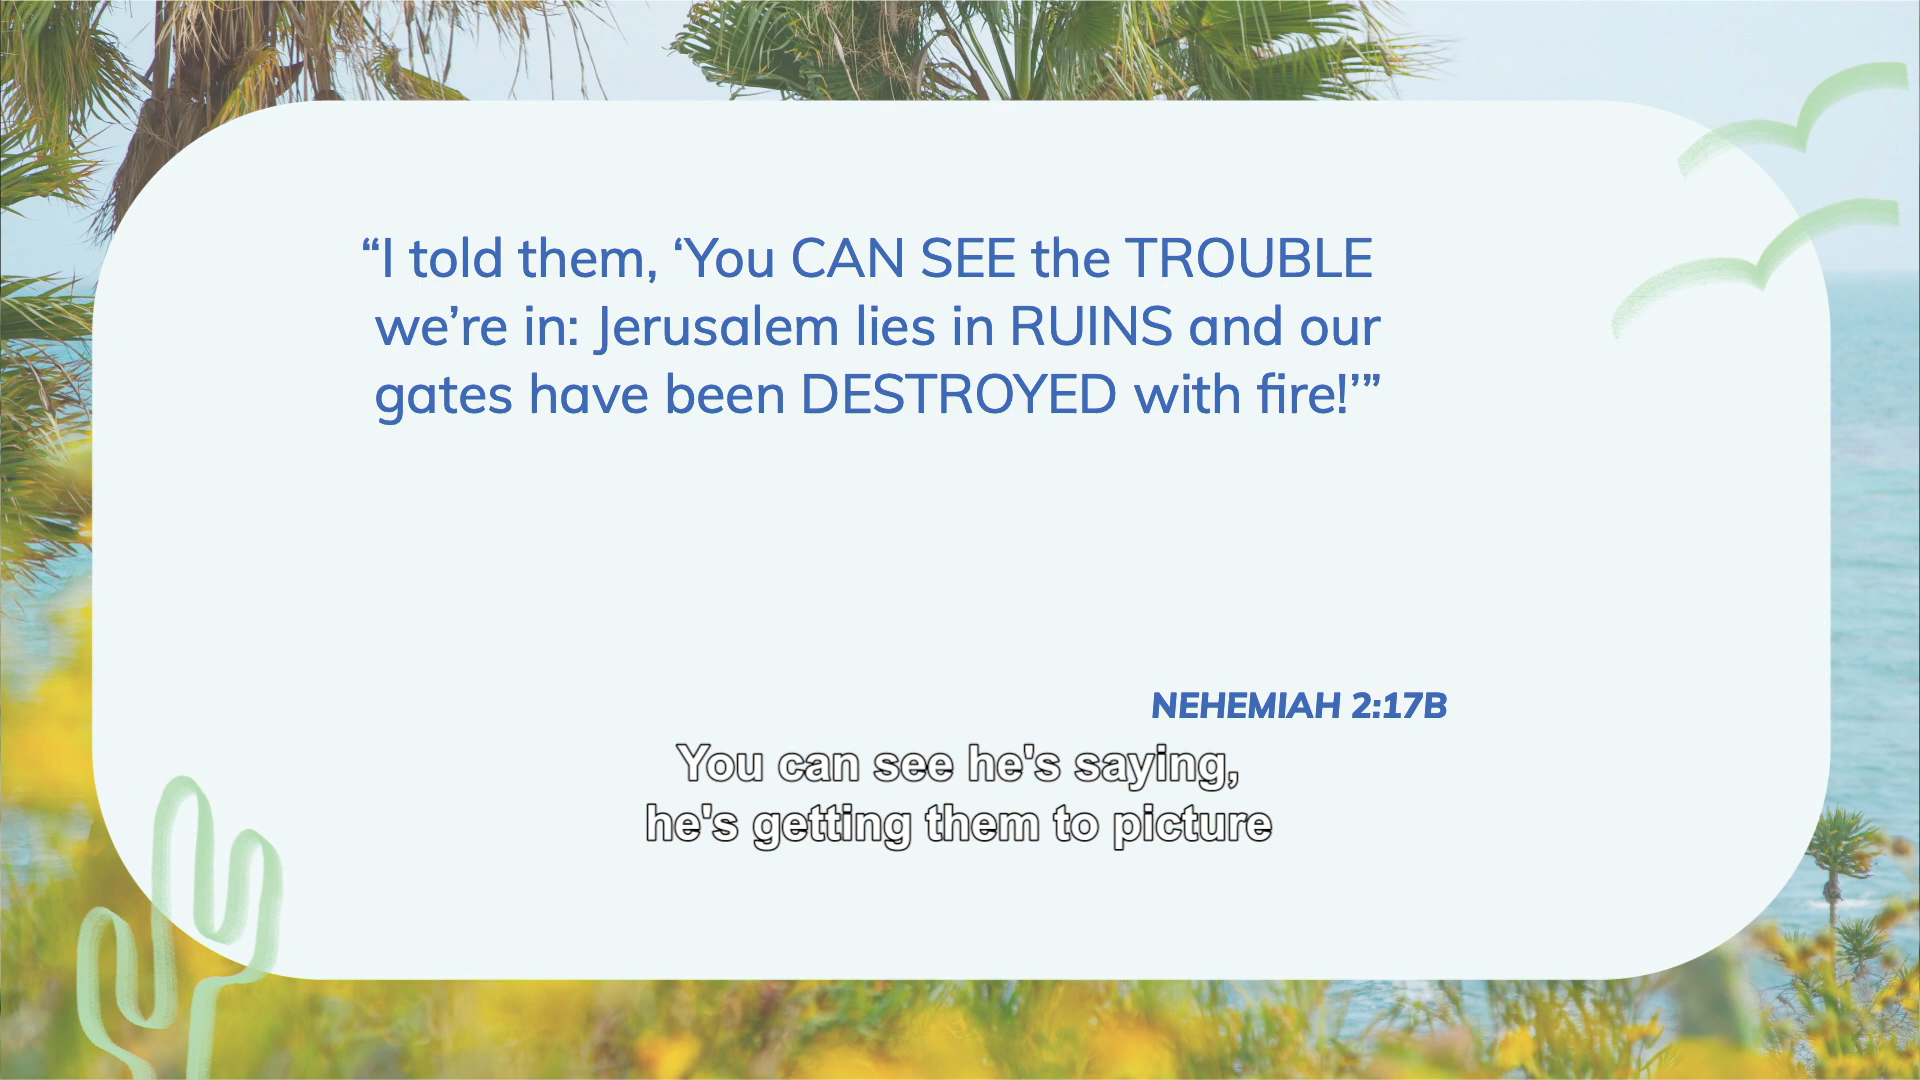 “I told them, ‘You CAN SEE the TROUBLE
we’re in: Jerusalem lies in RUINS and our
gates have been DESTROYED with fire!’”
NEHEMIAH 2:17B
You can see he's saying,
he's getting them to picture